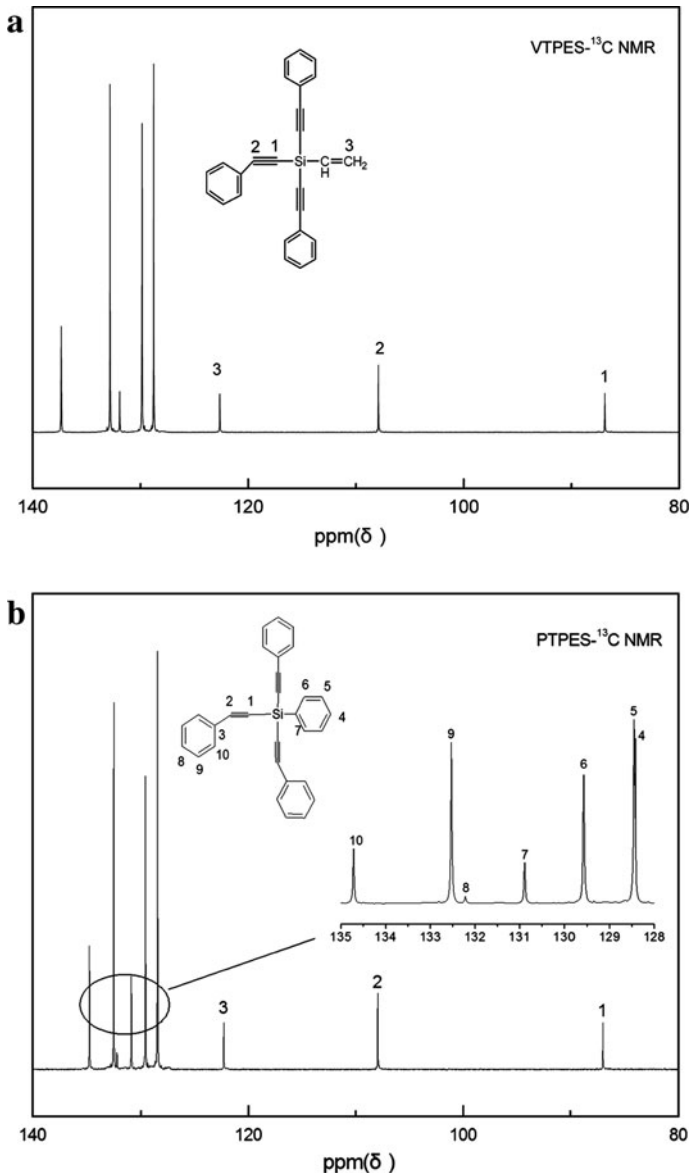 a
VTPES-¹³C NMR
2 1 3
Si C CH₂
H
3
2
1
140 120 100 80
ppm(δ )
b
PTPES-¹³C NMR
6 5
2 1 Si 4
3 7
8 10
9
5
9 4
6
10 7
8
135 134 133 132 131 130 129 128
3 2 1
140 120 100 80
ppm(δ )